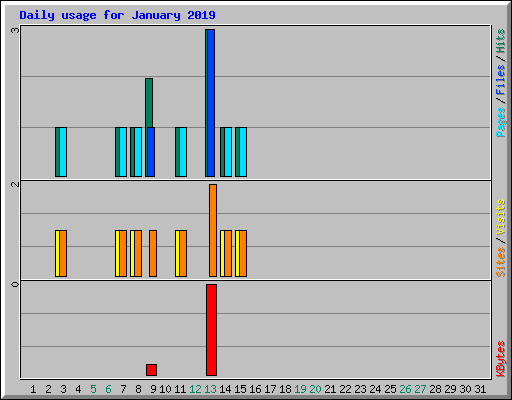 Daily usage for January 2019
3
2
0
Pages / Files / Hits
Sites / Visits
KBytes
1 2 3 4 5 6 7 8 9 10 11 12 13 14 15 16 17 18 19 20 21 22 23 24 25 26 27 28 29 30 31